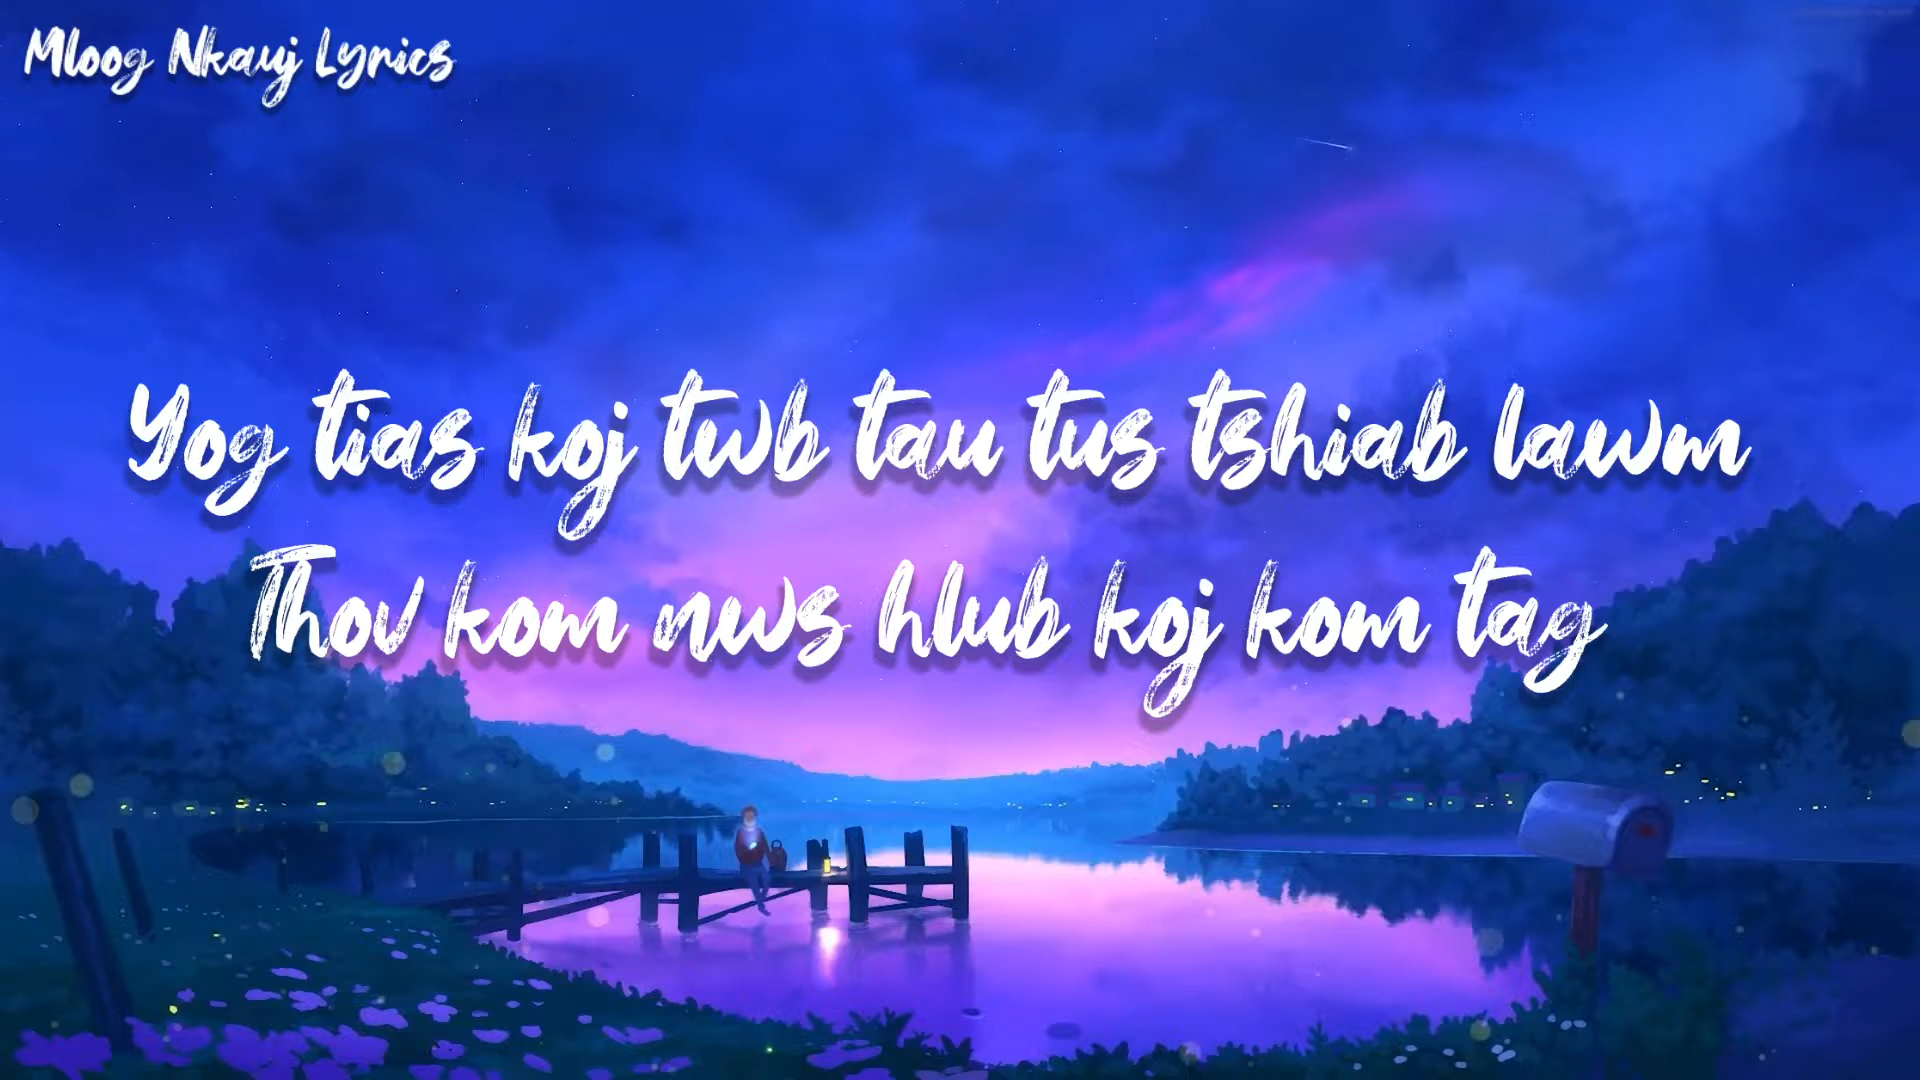 Mloog Nkauj Lyrics
Yog tias koj twb tau tus tshiab lawm
Thov kom nws hlub koj kom tag